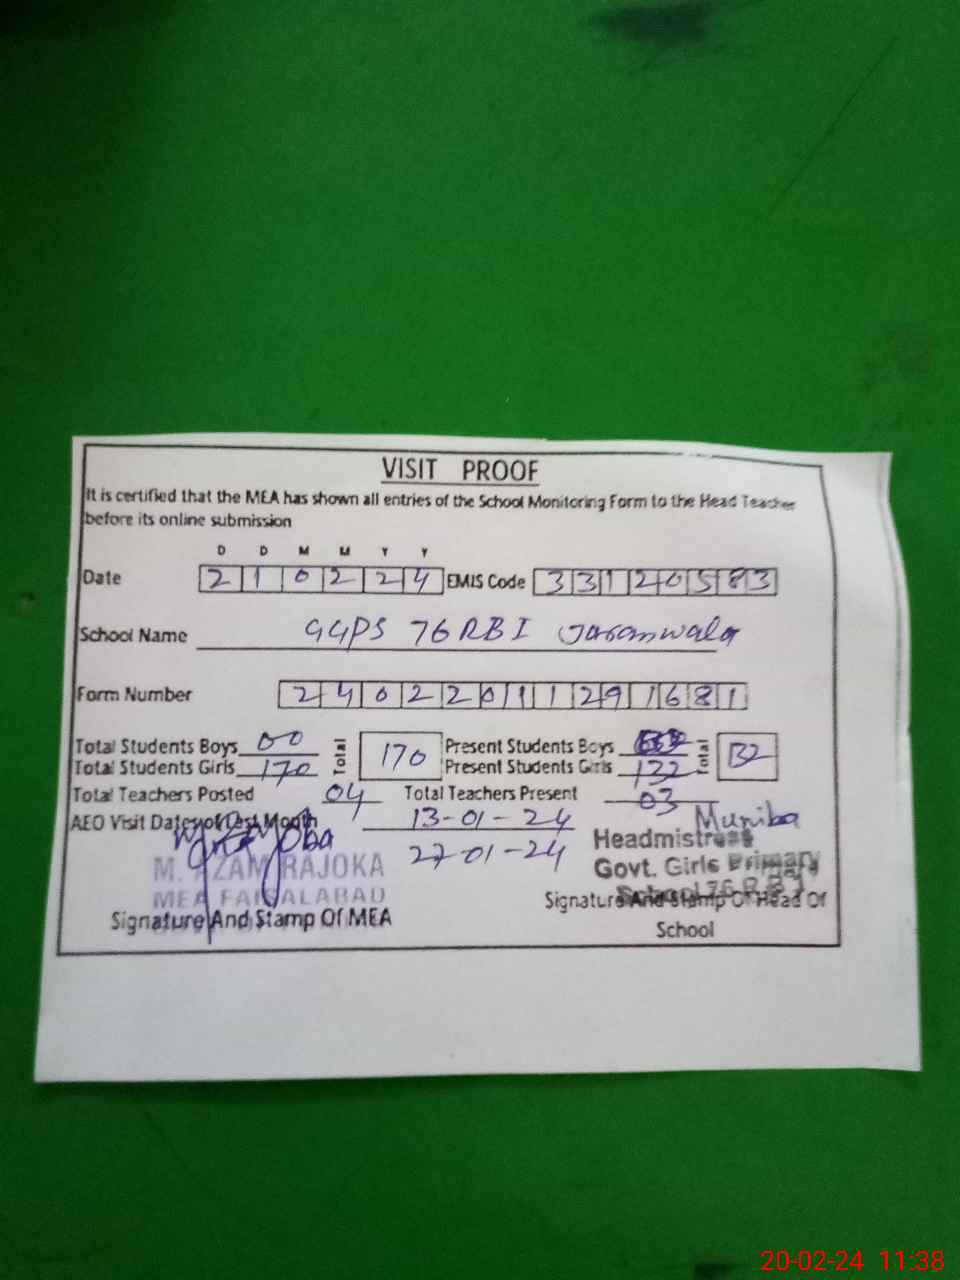 VISIT PROOF
It is certified that the MEA has shown all entries of the School Monitoring Form to the Head Teacher
before its online submission
D D M M Y Y
Date 2 1 0 2 2 4 EMIS Code 3 3 1 2 0 5 8 3
School Name GGPS 76 RB I Jaranwala
Form Number 2 4 0 2 2 0 1 1 2 9 1 6 8 1
Total Students Boys 00 Total 170 Present Students Boys Total 132
Total Students Girls 170 Present Students Girls 132
Total Teachers Posted 04 Total Teachers Present 03
AEO Visit Dates of Last Month 13-01-24
27-01-24
Muniba
Headmistress
Govt. Girls Primary
School 76 R.B
M. AZAM RAJOKA
MEA FAISALABAD
Signature And Stamp Of MEA
Signature And Stamp Of Head Of
School
20-02-24 11:38